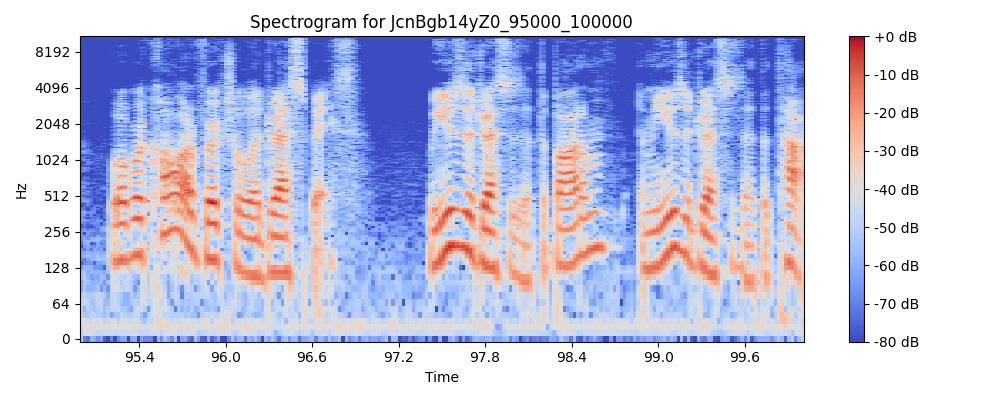 Spectrogram for JcnBgb14yZ0_95000_100000
8192
4096
2048
1024
512
256
128
64
0
Hz
95.4 96.0 96.6 97.2 97.8 98.4 99.0 99.6
Time
+0 dB
-10 dB
-20 dB
-30 dB
-40 dB
-50 dB
-60 dB
-70 dB
-80 dB